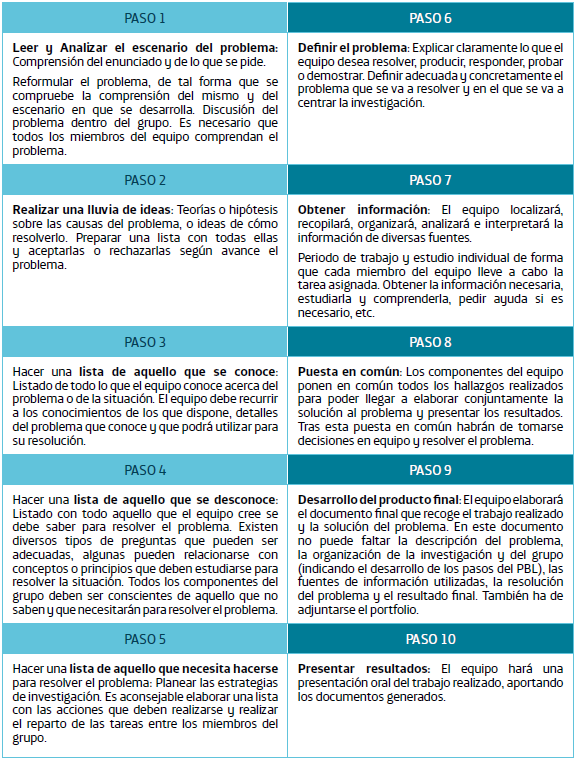 PASO 1
Leer y Analizar el escenario del problema:
Comprensión del enunciado y de lo que se pide.
Reformular el problema, de tal forma que se
compruebe la comprensión del mismo y del
escenario en que se desarrolla. Discusión del
problema dentro del grupo. Es necesario que
todos los miembros del equipo comprendan el
problema.
PASO 2
Realizar una lluvia de ideas: Teorías o hipótesis
sobre las causas del problema, o ideas de cómo
resolverlo. Preparar una lista con todas ellas
y aceptarlas o rechazarlas según avance el
problema.
PASO 3
Hacer una lista de aquello que se conoce:
Listado de todo lo que el equipo conoce acerca del
problema o de la situación. El equipo debe recurrir
a los conocimientos de los que dispone, detalles
del problema que conoce y que podrá utilizar para
su resolución.
PASO 4
Hacer una lista de aquello que se desconoce:
Listado con todo aquello que el equipo cree se
debe saber para resolver el problema. Existen
diversos tipos de preguntas que pueden ser
adecuadas, algunas pueden relacionarse con
conceptos o principios que deben estudiarse para
resolver la situación. Todos los componentes del
grupo deben ser conscientes de aquello que no
saben y que necesitarán para resolver el problema.
PASO 5
Hacer una lista de aquello que necesita hacerse
para resolver el problema: Planear las estrategias
de investigación. Es aconsejable elaborar una lista
con las acciones que deben realizarse y realizar
el reparto de las tareas entre los miembros del
grupo.
PASO 6
Definir el problema: Explicar claramente lo que el
equipo desea resolver, producir, responder, probar
o demostrar. Definir adecuada y concretamente el
problema que se va a resolver y en el que se va a
centrar la investigación.
PASO 7
Obtener información: El equipo localizará,
recopilará, organizará, analizará e interpretará la
información de diversas fuentes.
Periodo de trabajo y estudio individual de forma
que cada miembro del equipo lleve a cabo la
tarea asignada. Obtener la información necesaria,
estudiarla y comprenderla, pedir ayuda si es
necesario, etc.
PASO 8
Puesta en común: Los componentes del equipo
ponen en común todos los hallazgos realizados
para poder llegar a elaborar conjuntamente la
solución al problema y presentar los resultados.
Tras esta puesta en común habrán de tomarse
decisiones en equipo y resolver el problema.
PASO 9
Desarrollo del producto final: El equipo elaborará
el documento final que recoge el trabajo realizado
y la solución del problema. En este documento
no puede faltar la descripción del problema,
la organización de la investigación y del grupo
(indicando el desarrollo de los pasos del PBL), las
fuentes de información utilizadas, la resolución
del problema y el resultado final. También ha de
adjuntarse el portfolio.
PASO 10
Presentar resultados: El equipo hará una
presentación oral del trabajo realizado, aportando
los documentos generados.